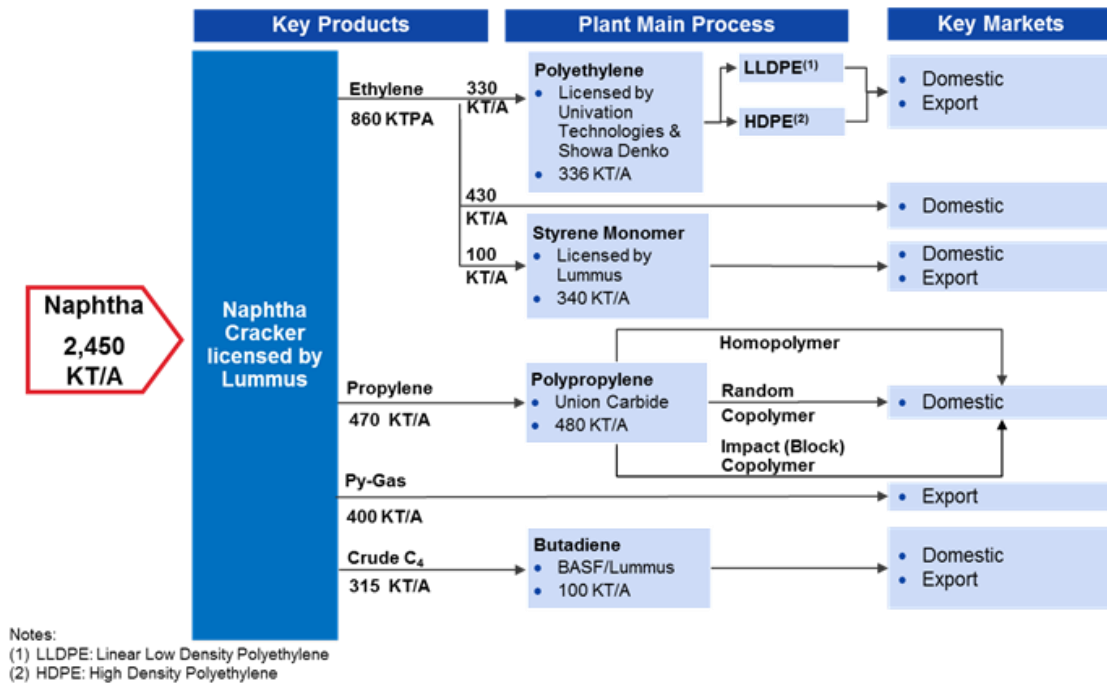 Key Products
Plant Main Process
Key Markets
Naphtha
2,450
KT/A
Naphtha
Cracker
licensed by
Lummus
Ethylene
860 KTPA
330
KT/A
Polyethylene
• Licensed by
Univation
Technologies &
Showa Denko
• 336 KT/A
LLDPE(1)
HDPE(2)
• Domestic
• Export
430
KT/A
• Domestic
100
KT/A
Styrene Monomer
• Licensed by
Lummus
• 340 KT/A
• Domestic
• Export
Propylene
470 KT/A
Polypropylene
• Union Carbide
• 480 KT/A
Homopolymer
Random
Copolymer
Impact (Block)
Copolymer
• Domestic
Py-Gas
400 KT/A
• Export
Crude C4
315 KT/A
Butadiene
• BASF/Lummus
• 100 KT/A
• Domestic
• Export
Notes:
(1) LLDPE: Linear Low Density Polyethylene
(2) HDPE: High Density Polyethylene